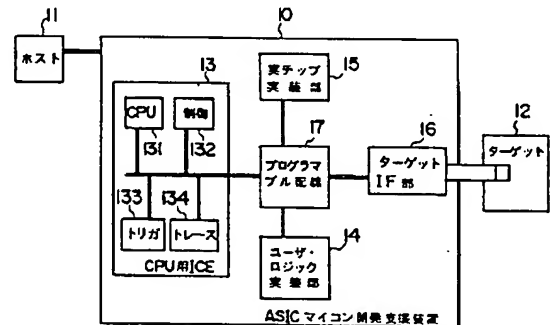 11
ホスト
10
13
CPU
131
制御
132
133
トリガ
134
トレース
CPU用ICE
15
実チップ
実装部
17
プログラマ
ブル配線
16
ターゲット
IF部
12
ターゲット
14
ユーザ・
ロジック
実装部
ASICマイコン開発支援装置